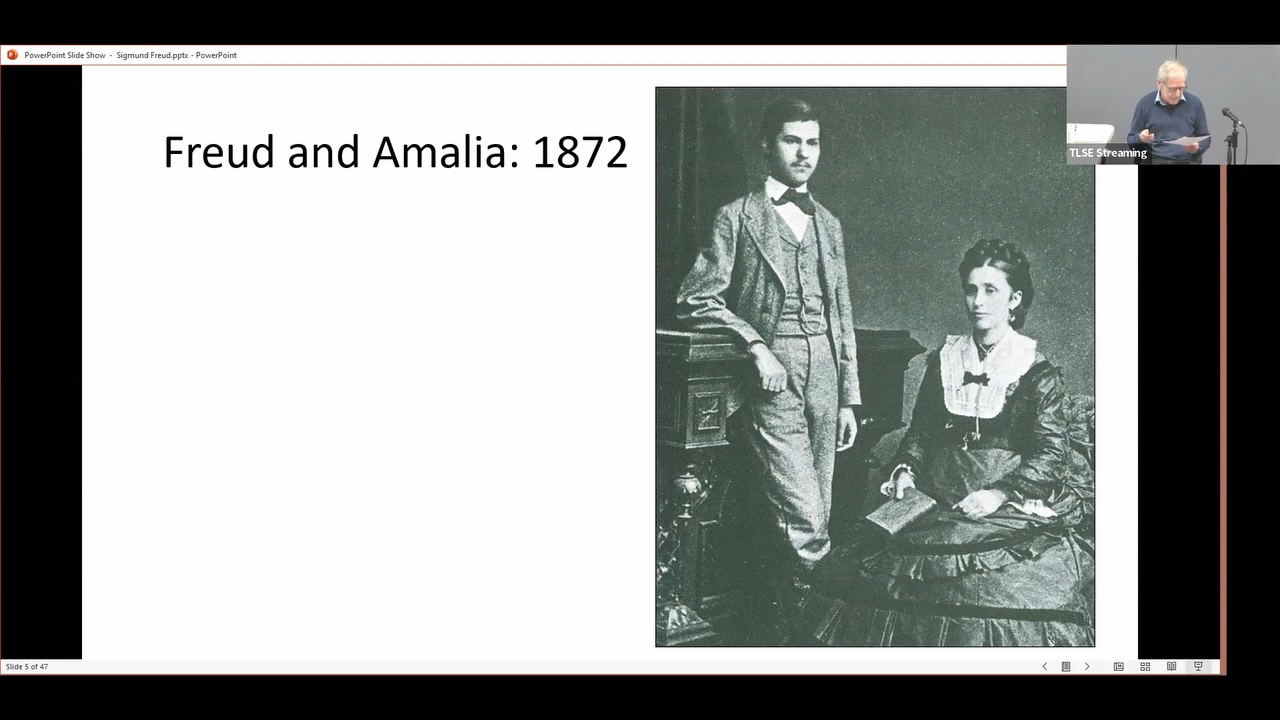 PowerPoint Slide Show - Sigmund Freud.pptx - PowerPoint
TLSE Streaming
Freud and Amalia: 1872
Slide 5 of 47